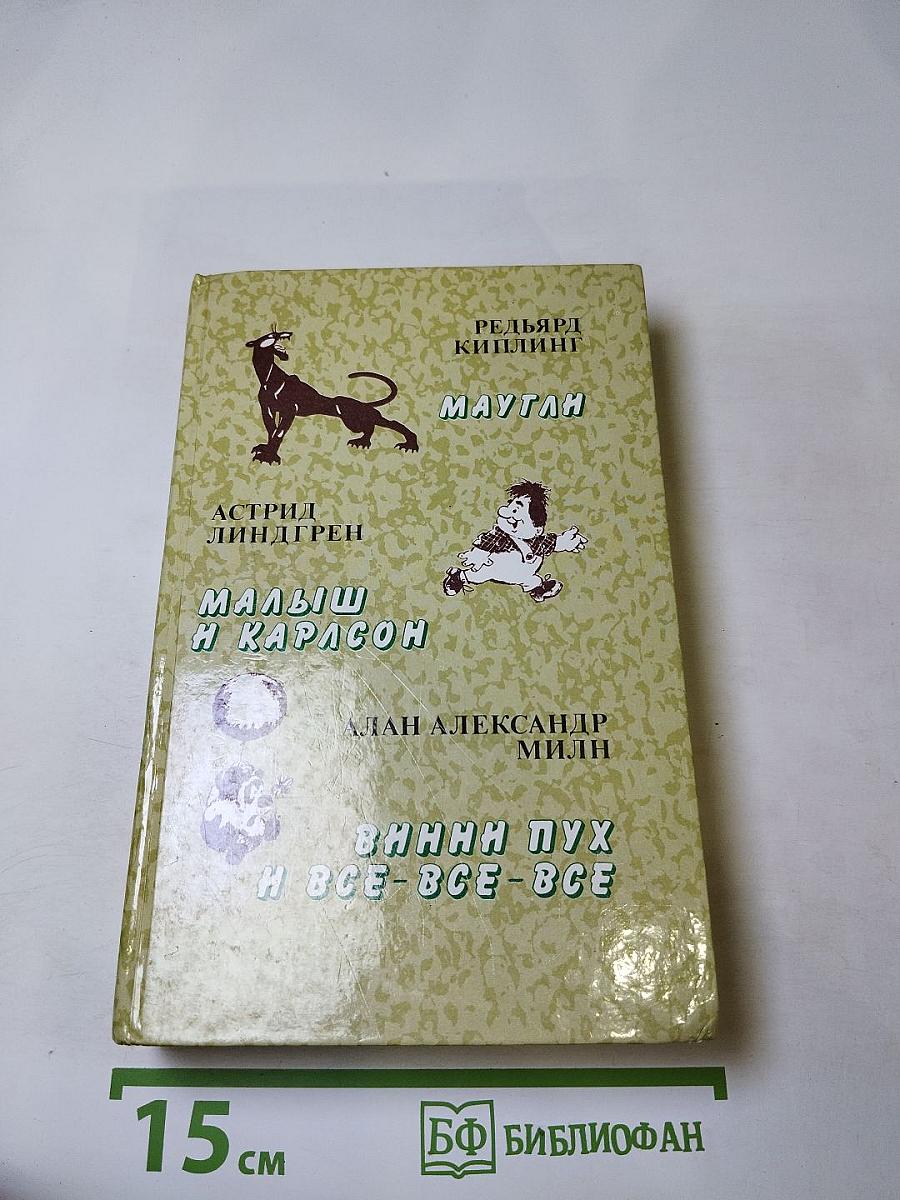 РЕДЬЯРД
КИПЛИНГ
МАУГЛИ
АСТРИД
ЛИНДГРЕН
МАЛЫШ
И КАРЛСОН
АЛАН АЛЕКСАНДР
МИЛН
ВИННИ ПУХ
И ВСЕ-ВСЕ-ВСЕ
15 см
БФ БИБЛИОФАН